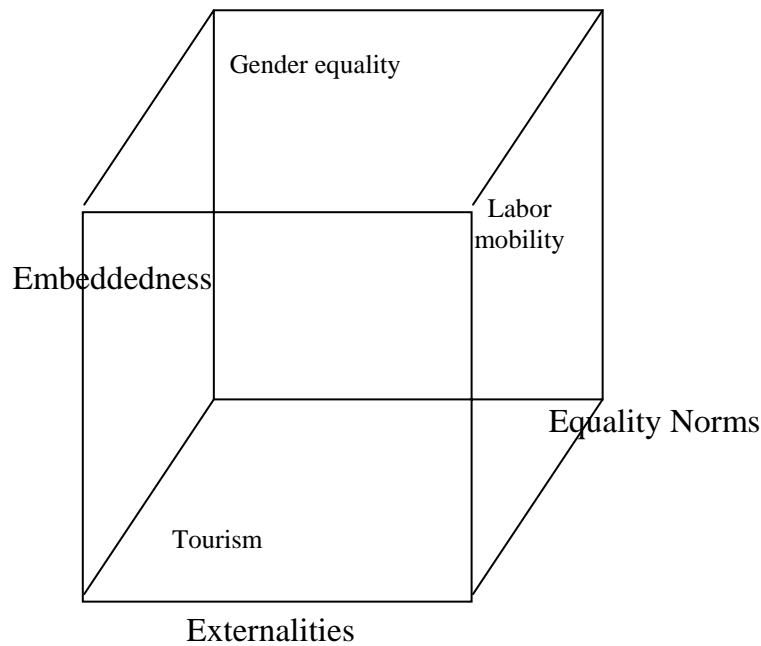 Gender equality
Labor
mobility
Embeddedness
Equality Norms
Tourism
Externalities